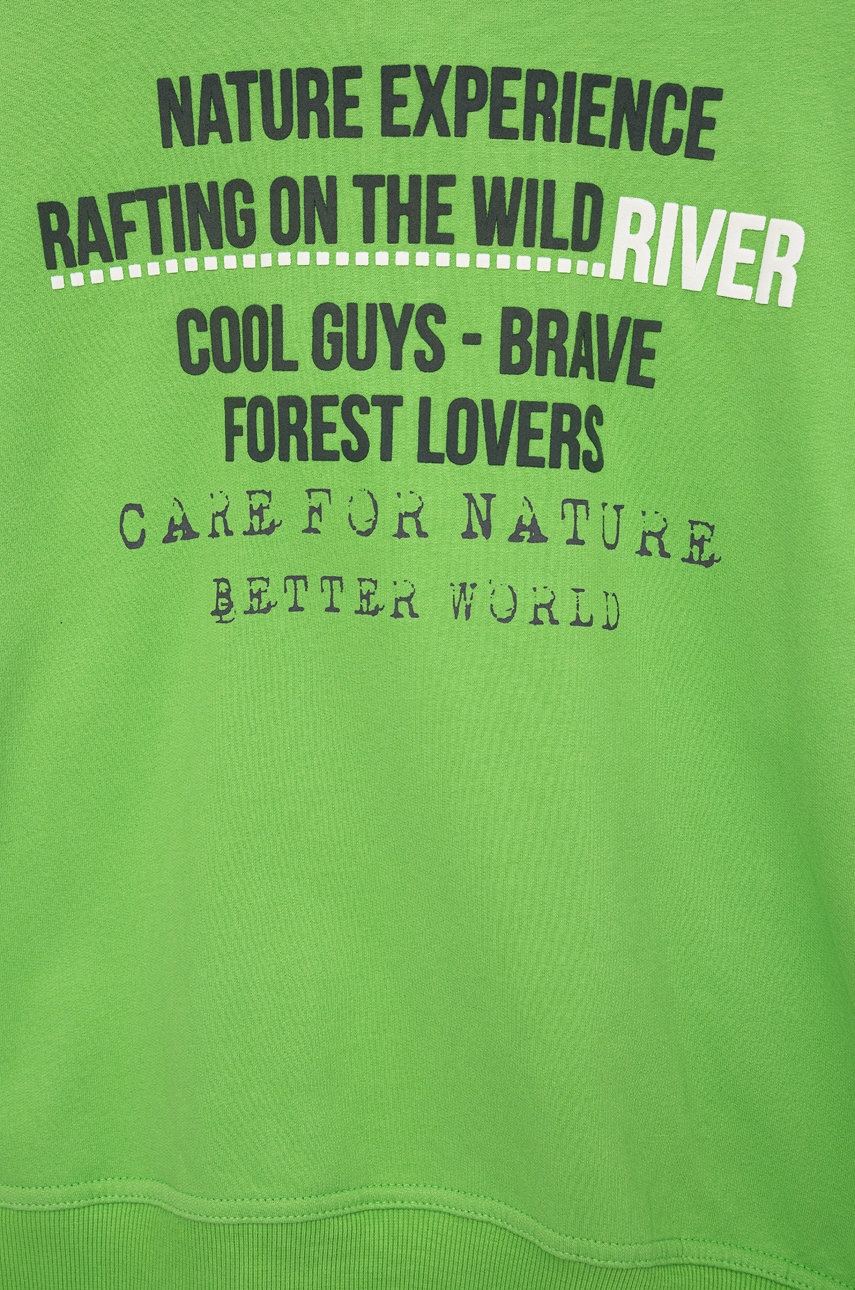 NATURE EXPERIENCE
RAFTING ON THE WILD RIVER
COOL GUYS - BRAVE
FOREST LOVERS
CARE FOR NATURE
BETTER WORLD